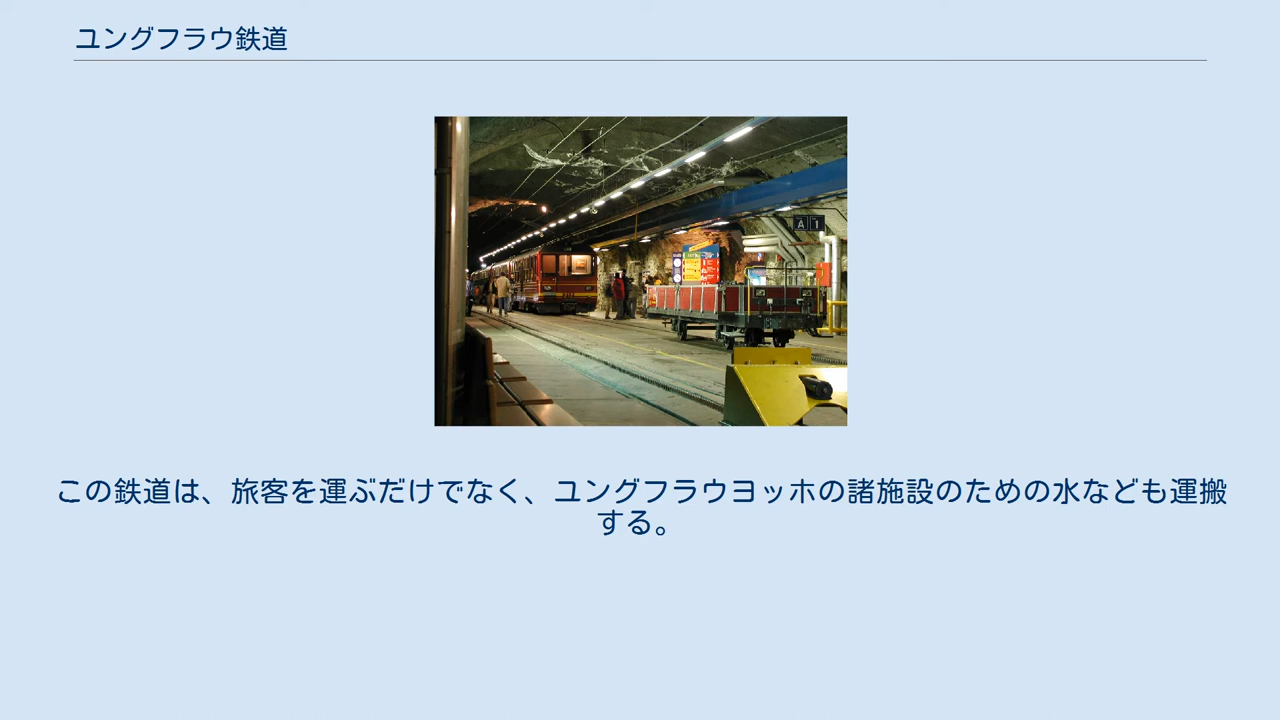 ユングフラウ鉄道
A 1
この鉄道は、旅客を運ぶだけでなく、ユングフラウヨッホの諸施設のための水なども運搬
する。